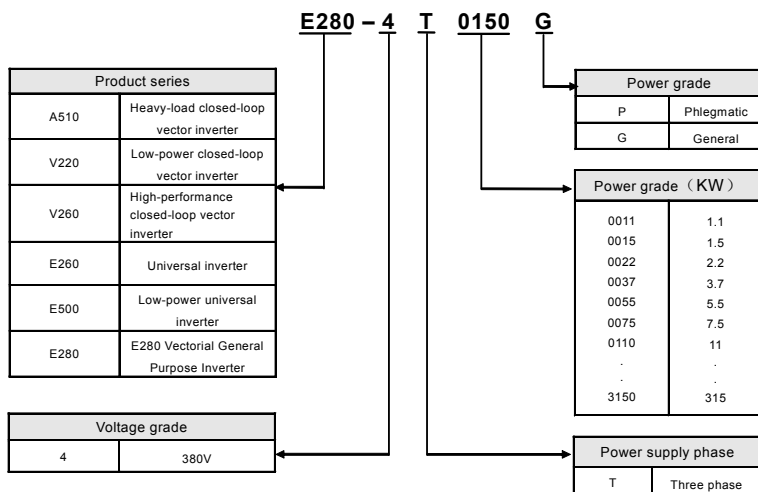 E280 – 4 T 0150 G
Product series
A510 Heavy-load closed-loop
vector inverter
V220 Low-power closed-loop
vector inverter
V260 High-performance
closed-loop vector
inverter
E260 Universal inverter
E500 Low-power universal
inverter
E280 E280 Vectorial General
Purpose Inverter
Voltage grade
4 380V
Power grade
P Phlegmatic
G General
Power grade（KW）
0011 1.1
0015 1.5
0022 2.2
0037 3.7
0055 5.5
0075 7.5
0110 11
. .
. .
3150 315
Power supply phase
T Three phase